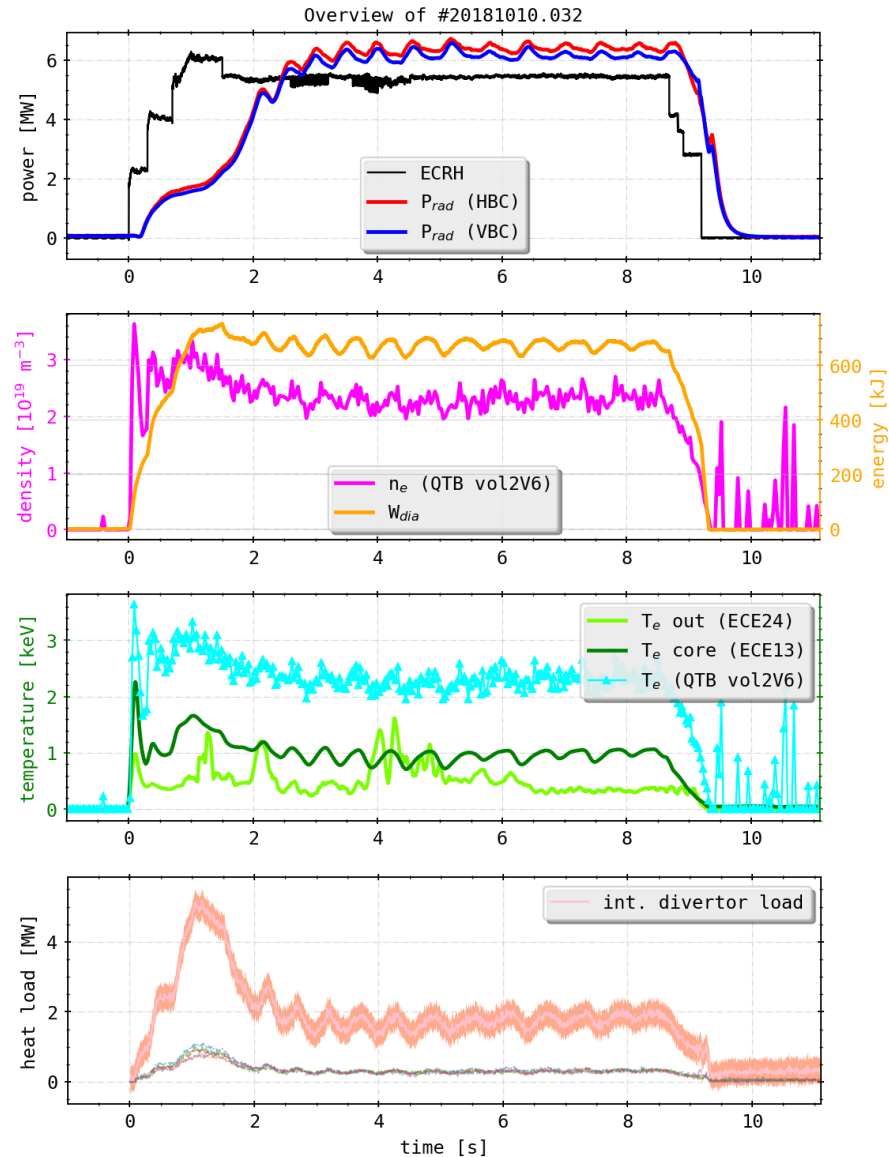 Overview of #20181010.032
power [MW]
6
4
2
0
ECRH
P_rad (HBC)
P_rad (VBC)
0 2 4 6 8 10
density [10^19 m^-3]
3
2
1
0
n_e (QTB vol2V6)
W_dia
600
400
200
0
energy [kJ]
0 2 4 6 8 10
temperature [keV]
3
2
1
0
T_e out (ECE24)
T_e core (ECE13)
T_e (QTB vol2V6)
0 2 4 6 8 10
heat load [MW]
4
2
0
int. divertor load
0 2 4 6 8 10
time [s]